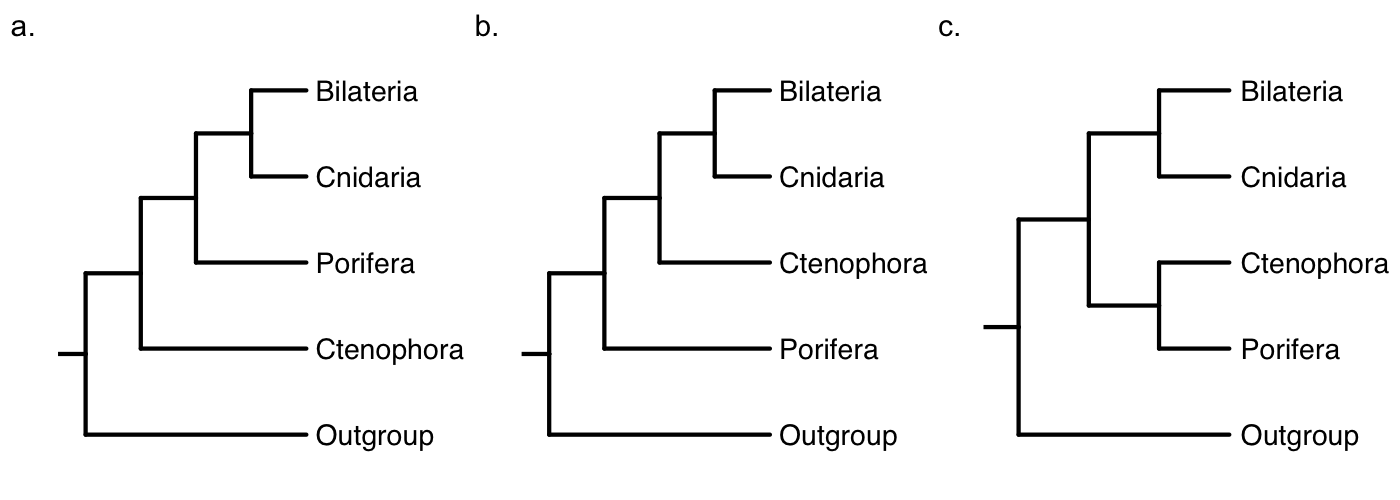 a.
Bilateria
Cnidaria
Porifera
Ctenophora
Outgroup
b.
Bilateria
Cnidaria
Ctenophora
Porifera
Outgroup
c.
Bilateria
Cnidaria
Ctenophora
Porifera
Outgroup